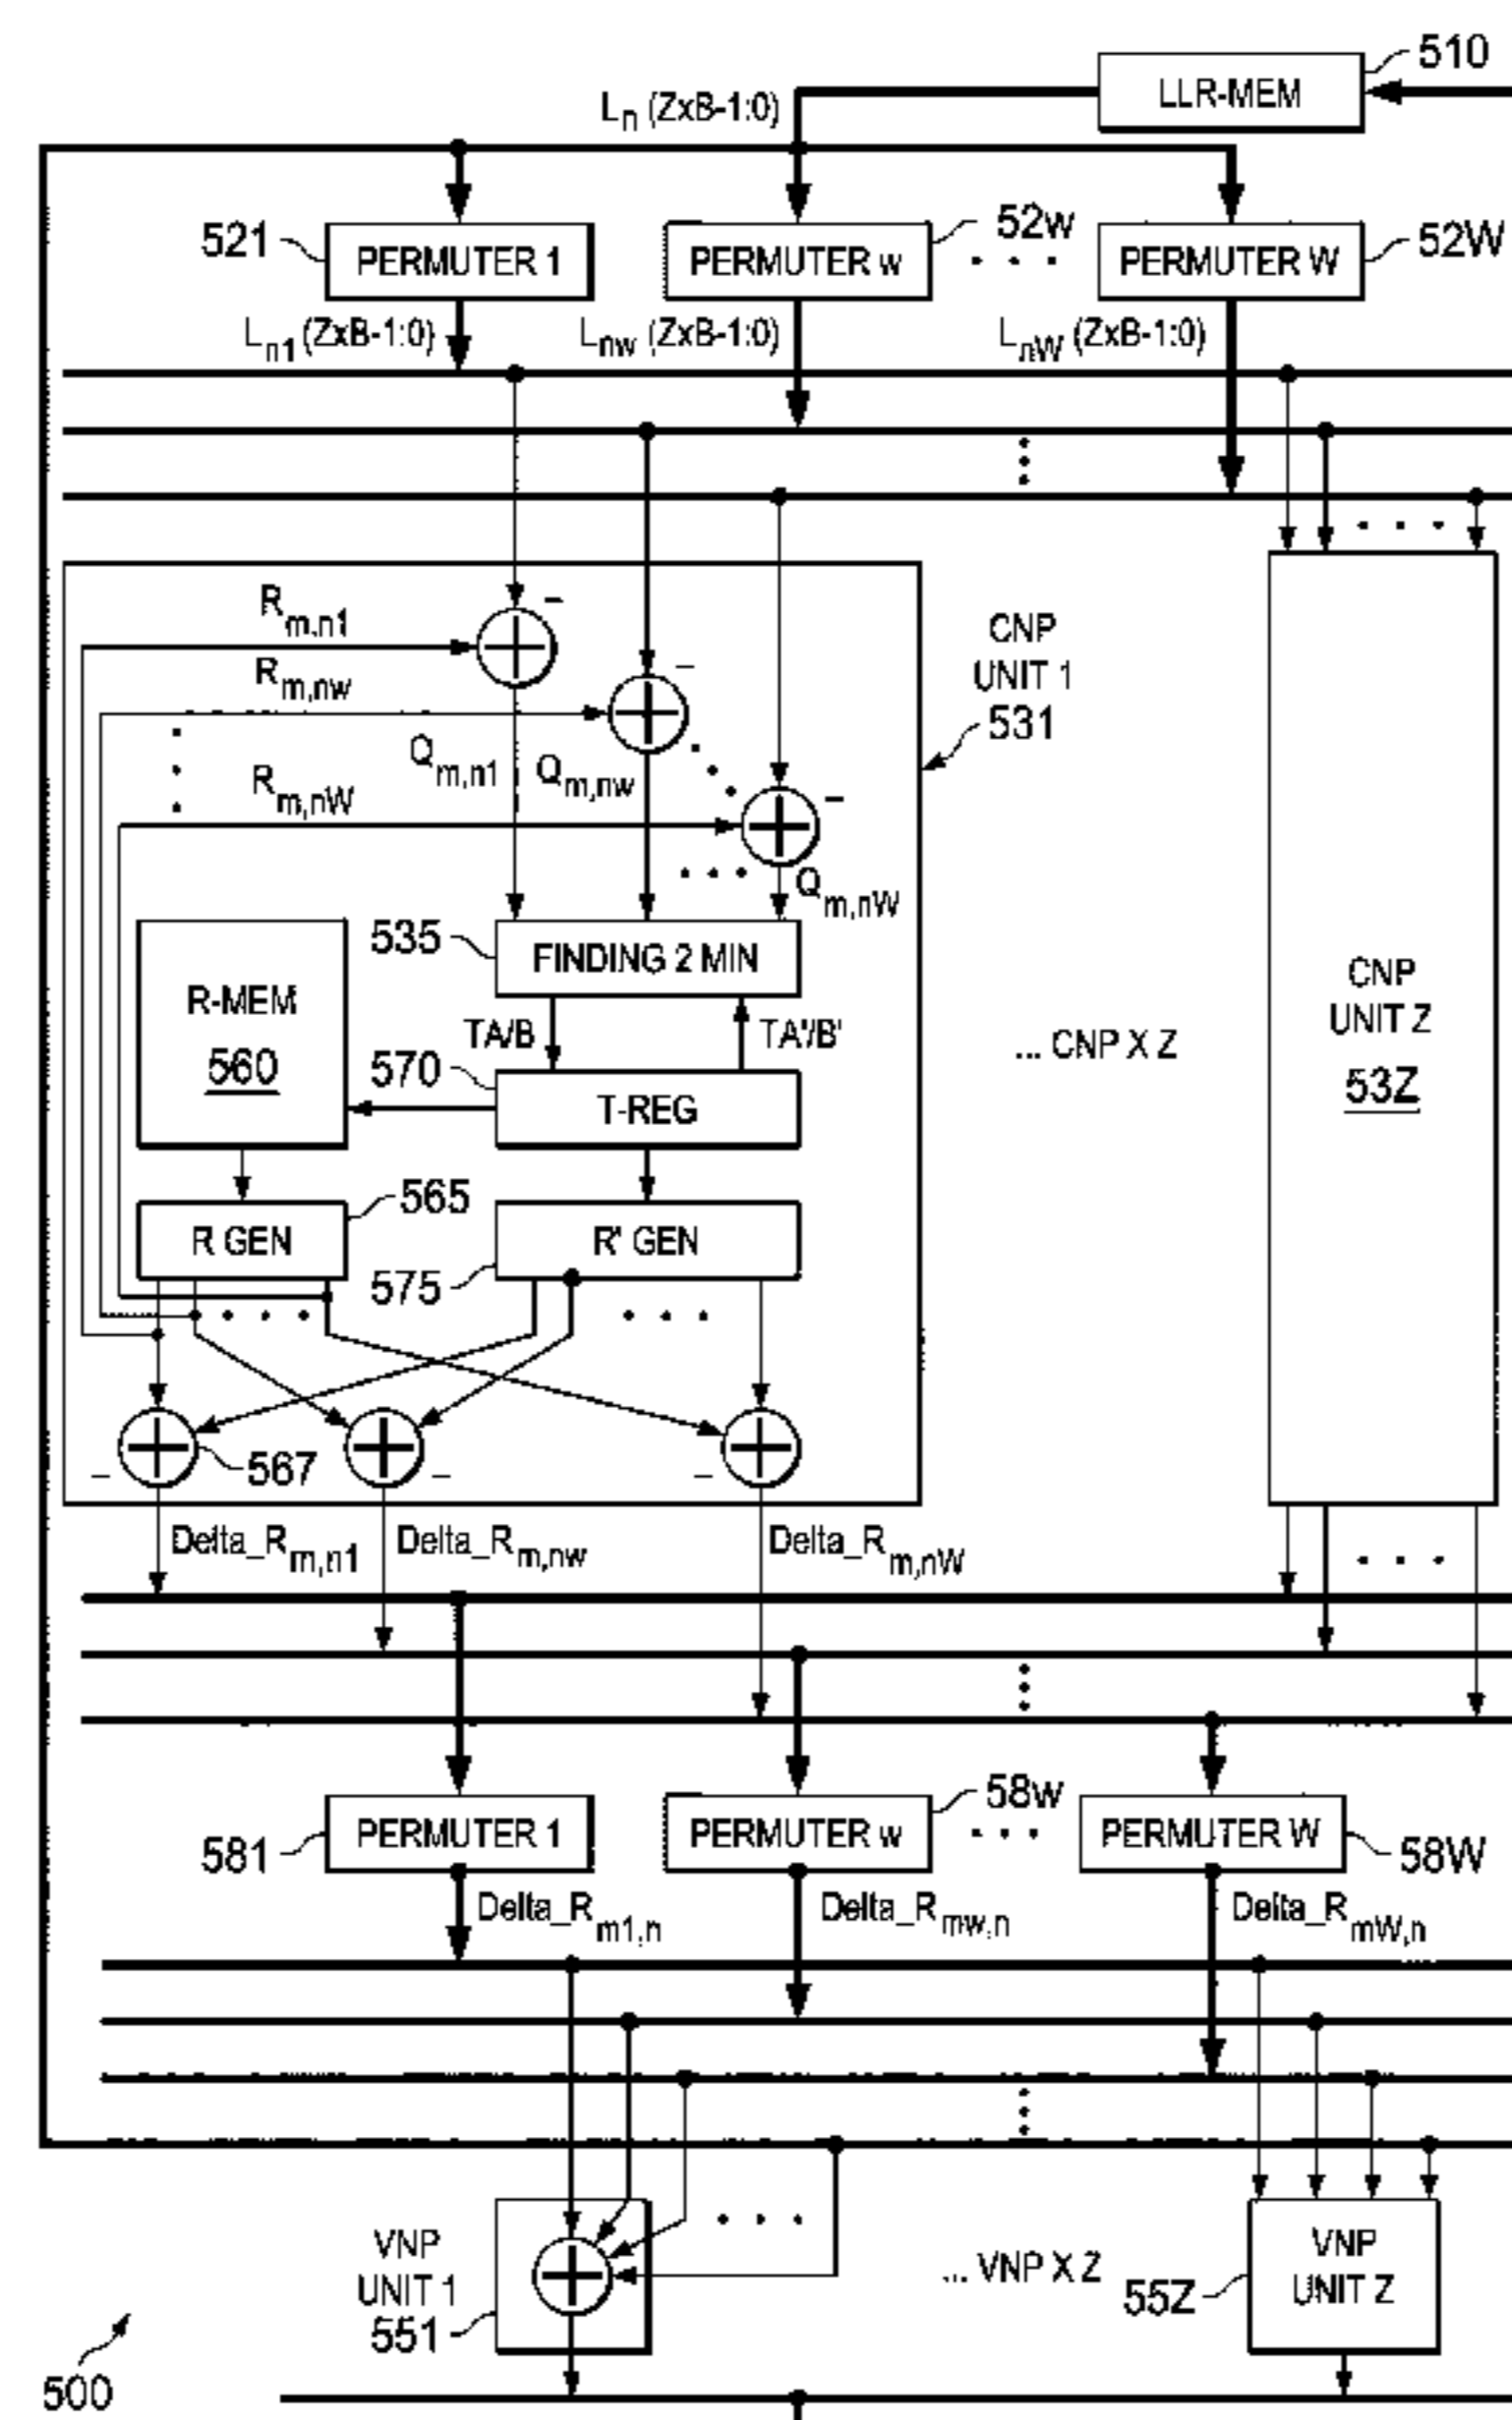 510
LLR-MEM
Ln (ZxB-1:0)
521
PERMUTER 1
52w
PERMUTER w
. . .
52W
PERMUTER W
Ln1 (ZxB-1:0)
Lnw (ZxB-1:0)
LnW (ZxB-1:0)
Rm,n1
−
Rm,nw
−
Rm,nW
−
Qm,n1
Qm,nw
Qm,nW
CNP
UNIT 1
531
535
FINDING 2 MIN
R-MEM
560
TA/B
TA'/B'
570
T-REG
... CNP X Z
CNP
UNIT Z
53Z
565
R GEN
R' GEN
575
− 567
−
−
Delta_Rm,n1
Delta_Rm,nw
Delta_Rm,nW
581
PERMUTER 1
58w
PERMUTER w
. . .
PERMUTER W
58W
Delta_Rm1,n
Delta_Rmw,n
Delta_RmW,n
VNP
UNIT 1
551
... VNP X Z
55Z
VNP
UNIT Z
500